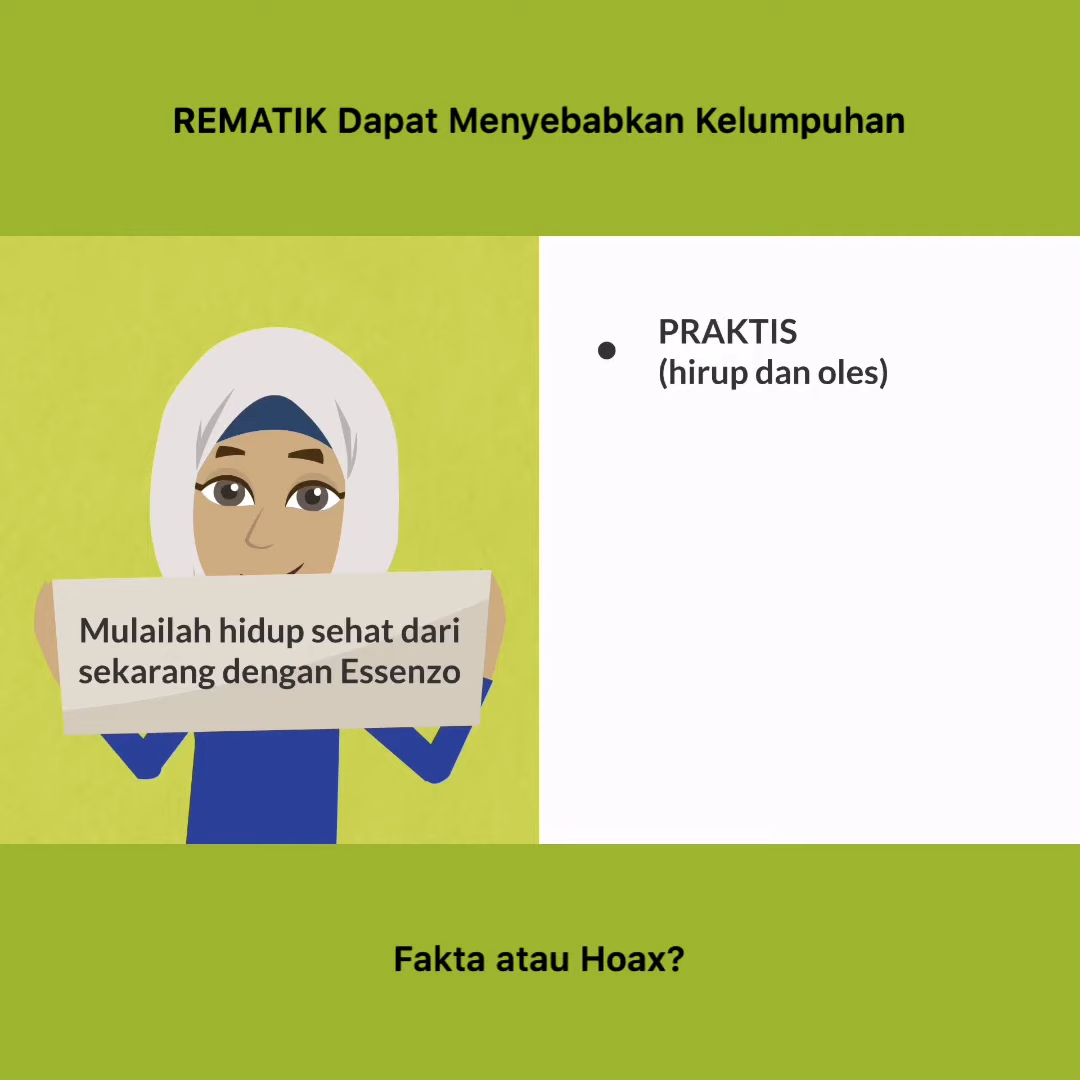 REMATIK Dapat Menyebabkan Kelumpuhan
PRAKTIS
(hirup dan oles)
Mulailah hidup sehat dari
sekarang dengan Essenzo
Fakta atau Hoax?